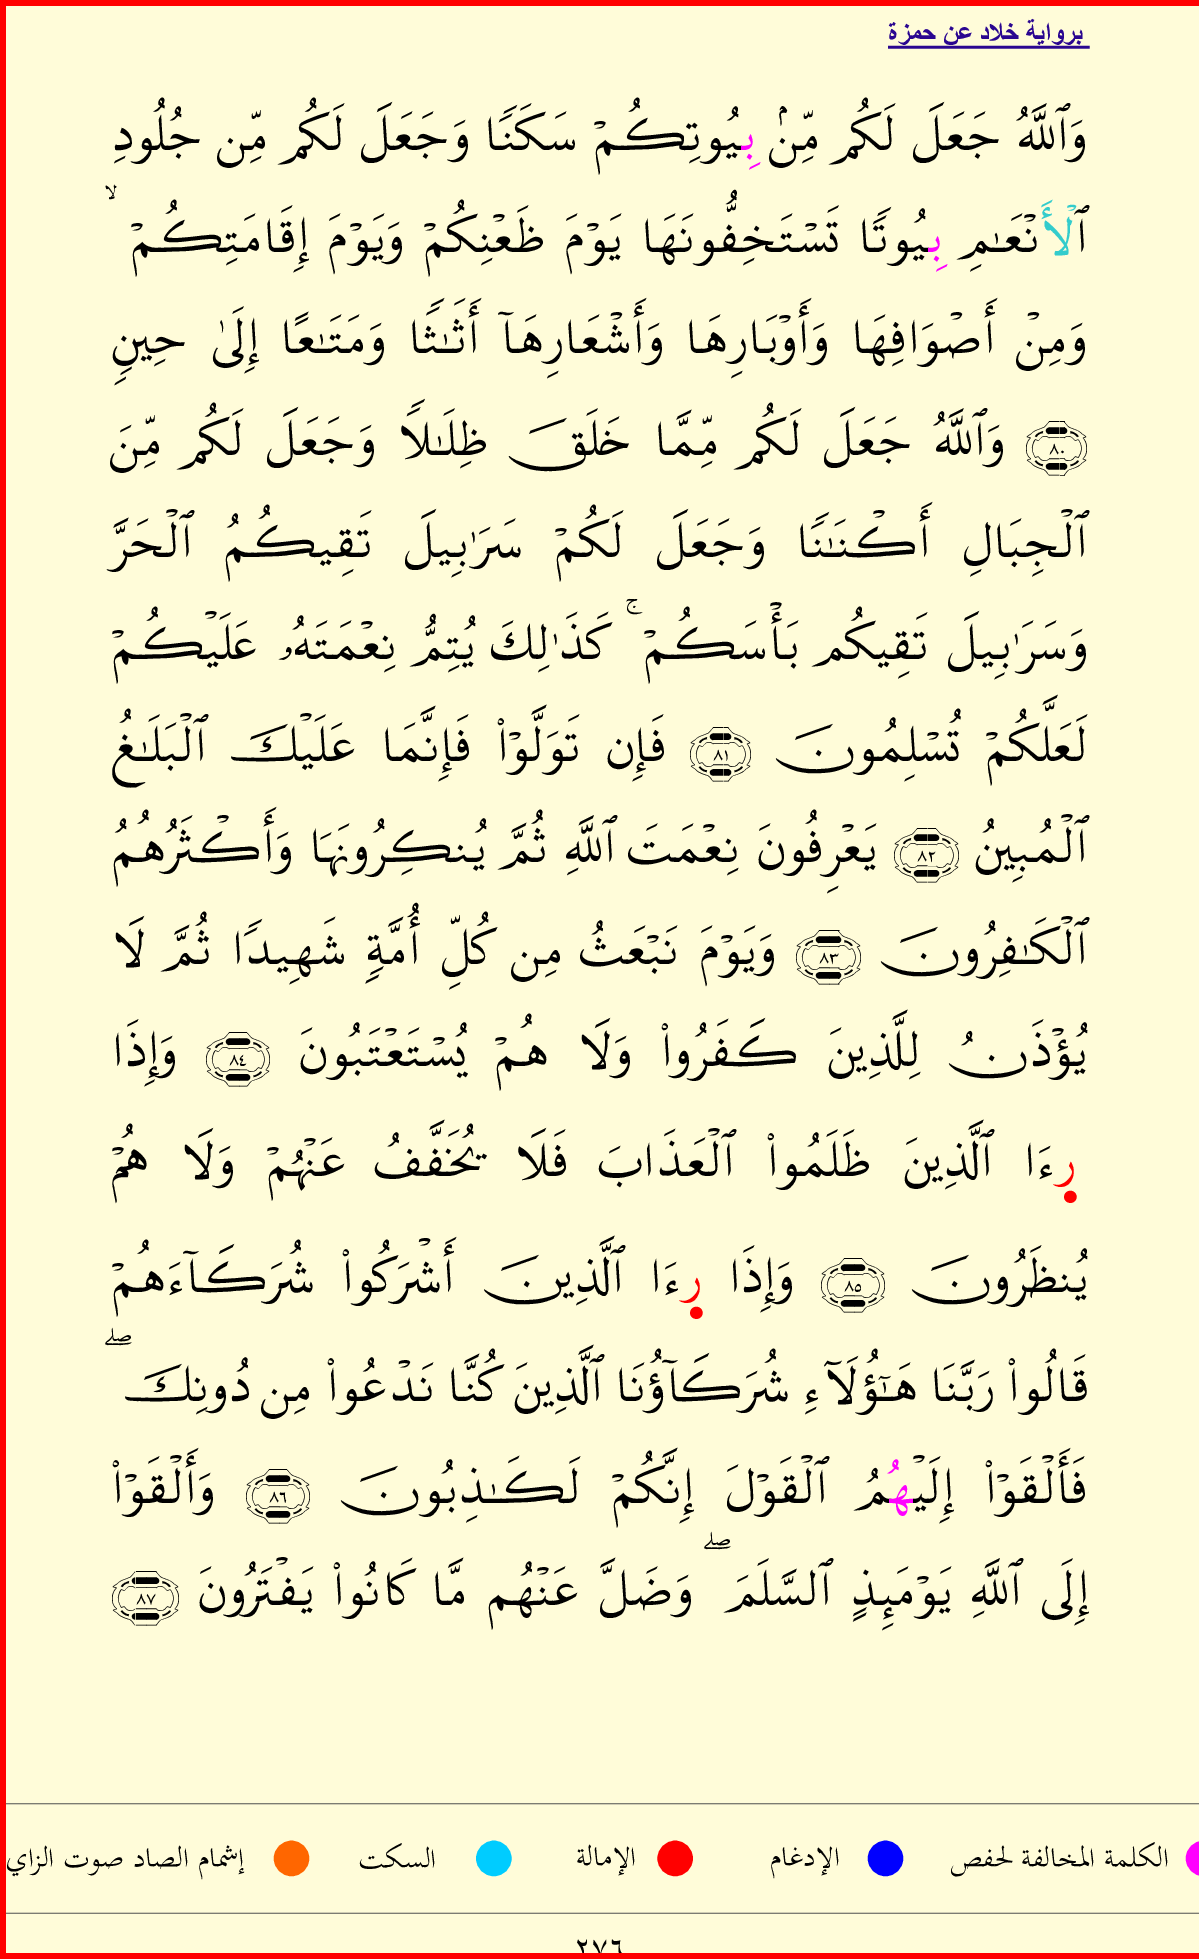 برواية خلاد عن حمزة
وَٱللَّهُ جَعَلَ لَكُم مِّنۢ بِيُوتِكُمۡ سَكَنًا وَجَعَلَ لَكُم مِّن جُلُودِ
ٱلۡأَنۡعَٰمِ بِيُوتًا تَسۡتَخِفُّونَهَا يَوۡمَ ظَعۡنِكُمۡ وَيَوۡمَ إِقَامَتِكُمۡ ۙ
وَمِنۡ أَصۡوَافِهَا وَأَوۡبَارِهَا وَأَشۡعَارِهَآ أَثَٰثًا وَمَتَٰعًا إِلَىٰ حِينٍ
٨٠ وَٱللَّهُ جَعَلَ لَكُم مِّمَّا خَلَقَ ظِلَٰلًا وَجَعَلَ لَكُم مِّنَ
ٱلۡجِبَالِ أَكۡنَٰنًا وَجَعَلَ لَكُمۡ سَرَٰبِيلَ تَقِيكُمُ ٱلۡحَرَّ
وَسَرَٰبِيلَ تَقِيكُم بَأۡسَكُمۡ ۚ كَذَٰلِكَ يُتِمُّ نِعۡمَتَهُۥ عَلَيۡكُمۡ
لَعَلَّكُمۡ تُسۡلِمُونَ ٨١ فَإِن تَوَلَّوۡاْ فَإِنَّمَا عَلَيۡكَ ٱلۡبَلَٰغُ
ٱلۡمُبِينُ ٨٢ يَعۡرِفُونَ نِعۡمَتَ ٱللَّهِ ثُمَّ يُنكِرُونَهَا وَأَكۡثَرُهُمُ
ٱلۡكَٰفِرُونَ ٨٣ وَيَوۡمَ نَبۡعَثُ مِن كُلِّ أُمَّةٍ شَهِيدًا ثُمَّ لَا
يُؤۡذَنُ لِلَّذِينَ كَفَرُواْ وَلَا هُمۡ يُسۡتَعۡتَبُونَ ٨٤ وَإِذَا
رِءَا ٱلَّذِينَ ظَلَمُواْ ٱلۡعَذَابَ فَلَا يُخَفَّفُ عَنۡهُمۡ وَلَا هُمۡ
يُنظَرُونَ ٨٥ وَإِذَا رِءَا ٱلَّذِينَ أَشۡرَكُواْ شُرَكَآءَهُمۡ
قَالُواْ رَبَّنَا هَٰٓؤُلَآءِ شُرَكَآؤُنَا ٱلَّذِينَ كُنَّا نَدۡعُواْ مِن دُونِكَ ۖ
فَأَلۡقَوۡاْ إِلَيۡهُمُ ٱلۡقَوۡلَ إِنَّكُمۡ لَكَٰذِبُونَ ٨٦ وَأَلۡقَوۡاْ
إِلَى ٱللَّهِ يَوۡمَئِذٍ ٱلسَّلَمَ ۖ وَضَلَّ عَنۡهُم مَّا كَانُواْ يَفۡتَرُونَ ٨٧
الكلمة المخالفة لحفص الإدغام الإمالة السكت إشمام الصاد صوت الزاي
٢٧٦